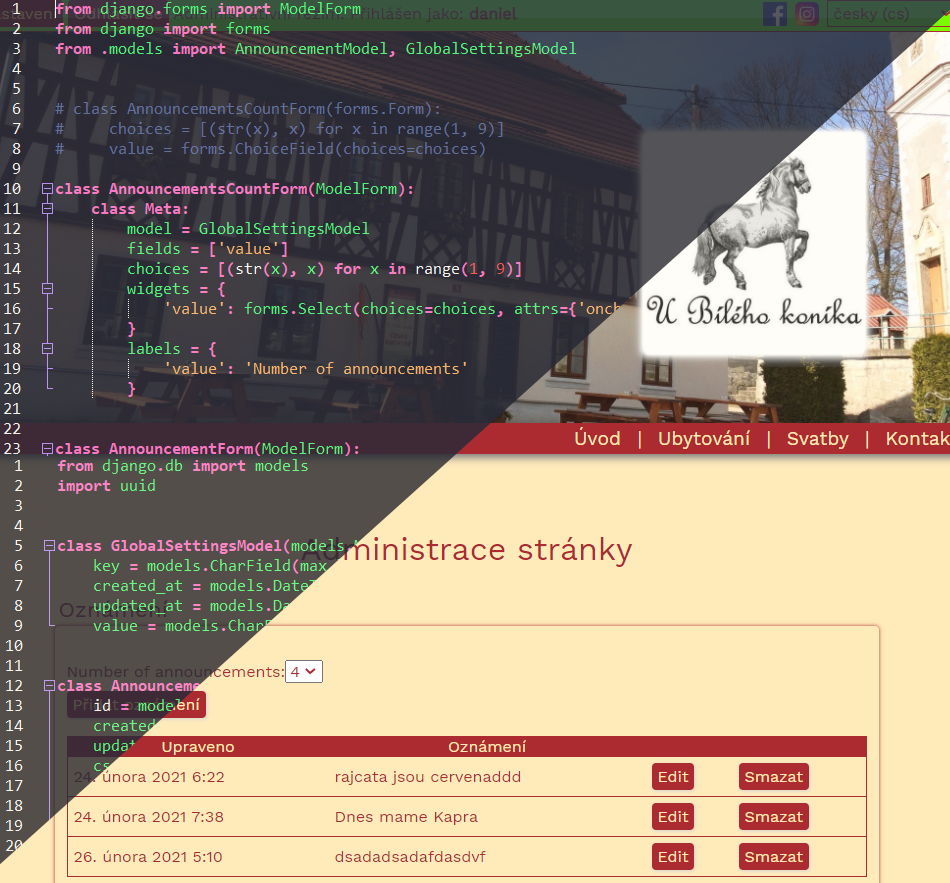 Přihlášen jako: daniel
česky (cs)
1 from django.forms import ModelForm
2 from django import forms
3 from .models import AnnouncementModel, GlobalSettingsModel
4
5
6 # class AnnouncementsCountForm(forms.Form):
7 #     choices = [(str(x), x) for x in range(1, 9)]
8 #     value = forms.ChoiceField(choices=choices)
9
10 class AnnouncementsCountForm(ModelForm):
11     class Meta:
12         model = GlobalSettingsModel
13         fields = ['value']
14         choices = [(str(x), x) for x in range(1, 9)]
15         widgets = {
16             'value': forms.Select(choices=choices, attrs={'onch
17         }
18         labels = {
19             'value': 'Number of announcements'
20         }
21
22
23 class AnnouncementForm(ModelForm):
U Bílého koníka
Úvod | Ubytování | Svatby | Kontak
1 from django.db import models
2 import uuid
3
4
5 class GlobalSettingsModel(models.
6     key = models.CharField(max
7     created_at = models.DateT
8     updated_at = models.Da
9     value = models.CharF
10
11
12 class Announceme
13     id = model
14     created
15     updat
16     cs
17
18
19
20
Administrace stránky
Oznámení
Number of announcements: 4
Upraveno Oznámení
24. února 2021 6:22 rajcata jsou cervenaddd Edit Smazat
24. února 2021 7:38 Dnes mame Kapra Edit Smazat
26. února 2021 5:10 dsadadsadafdasdvf Edit Smazat